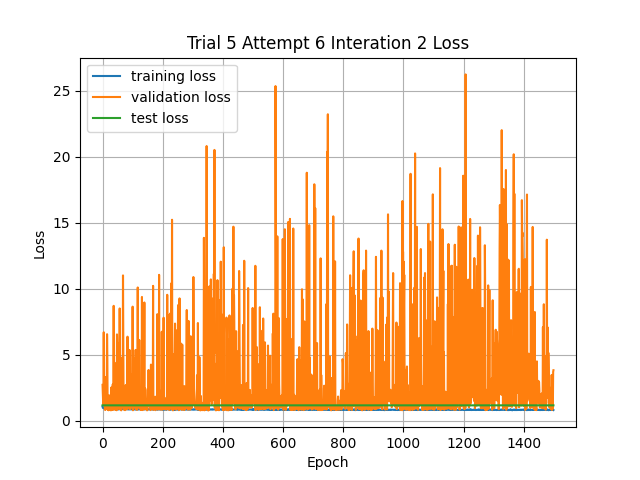 Trial 5 Attempt 6 Interation 2 Loss
training loss
validation loss
test loss
25
20
15
10
5
0
Loss
0 200 400 600 800 1000 1200 1400
Epoch